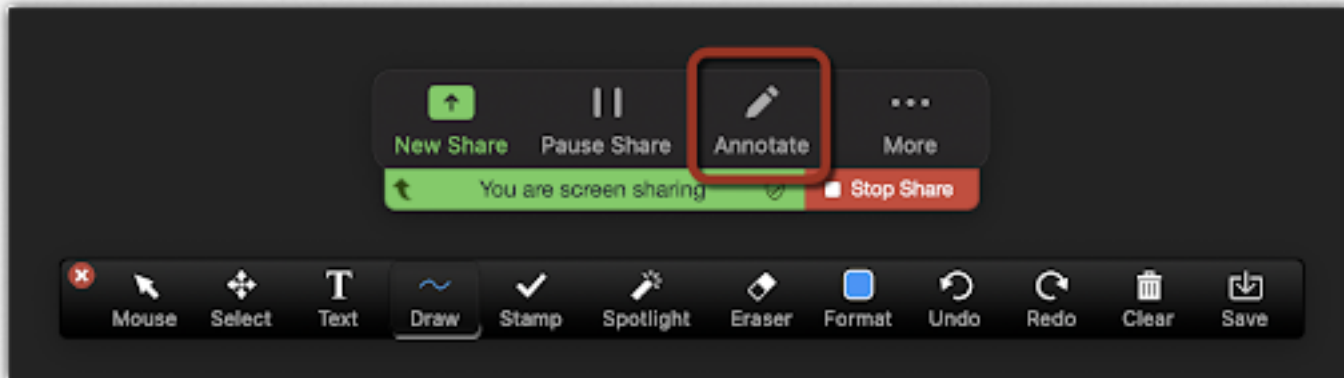 New Share Pause Share Annotate More
You are screen sharing Stop Share
Mouse Select Text Draw Stamp Spotlight Eraser Format Undo Redo Clear Save